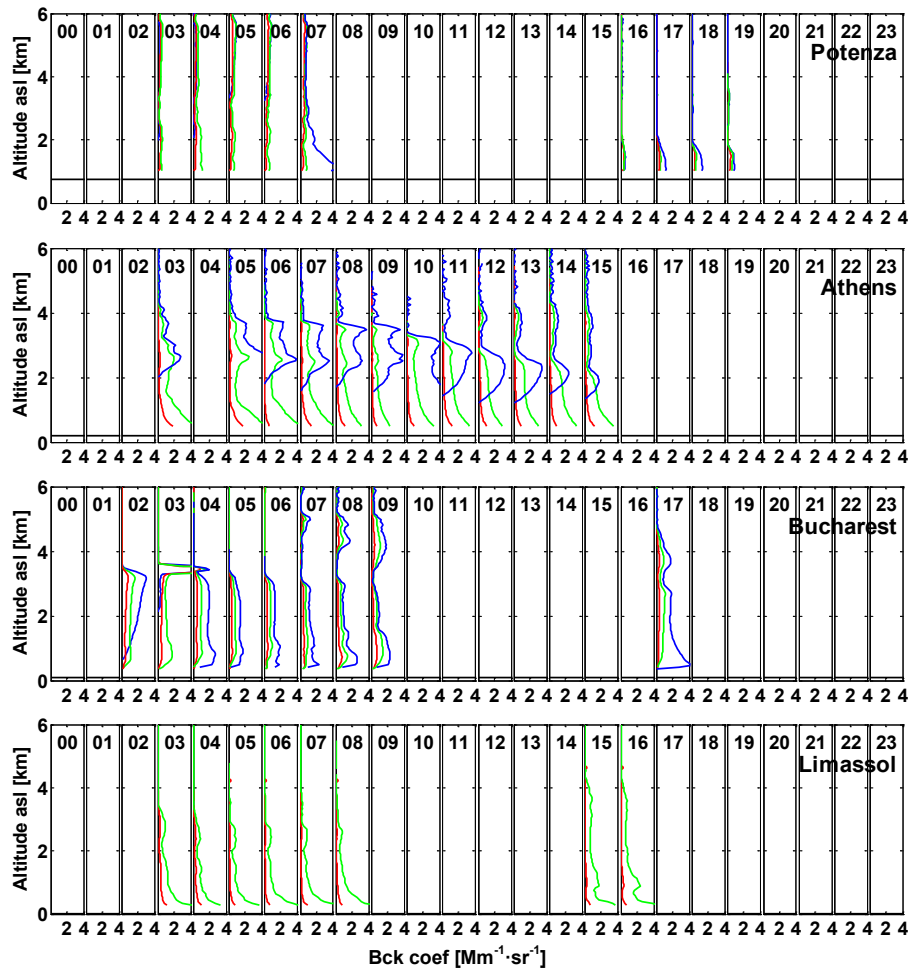 6
00 01 02 03 04 05 06 07 08 09 10 11 12 13 14 15 16 17 18 19 20 21 22 23
Potenza
4
2
0
Altitude asl [km]
2 4 2 4 2 4 2 4 2 4 2 4 2 4 2 4 2 4 2 4 2 4 2 4 2 4 2 4 2 4 2 4 2 4 2 4 2 4 2 4 2 4 2 4 2 4 2 4
6
00 01 02 03 04 05 06 07 08 09 10 11 12 13 14 15 16 17 18 19 20 21 22 23
Athens
4
2
0
Altitude asl [km]
2 4 2 4 2 4 2 4 2 4 2 4 2 4 2 4 2 4 2 4 2 4 2 4 2 4 2 4 2 4 2 4 2 4 2 4 2 4 2 4 2 4 2 4 2 4 2 4
6
00 01 02 03 04 05 06 07 08 09 10 11 12 13 14 15 16 17 18 19 20 21 22 23
Bucharest
4
2
0
Altitude asl [km]
2 4 2 4 2 4 2 4 2 4 2 4 2 4 2 4 2 4 2 4 2 4 2 4 2 4 2 4 2 4 2 4 2 4 2 4 2 4 2 4 2 4 2 4 2 4 2 4
6
00 01 02 03 04 05 06 07 08 09 10 11 12 13 14 15 16 17 18 19 20 21 22 23
Limassol
4
2
0
Altitude asl [km]
2 4 2 4 2 4 2 4 2 4 2 4 2 4 2 4 2 4 2 4 2 4 2 4 2 4 2 4 2 4 2 4 2 4 2 4 2 4 2 4 2 4 2 4 2 4 2 4
Bck coef [Mm⁻¹·sr⁻¹]